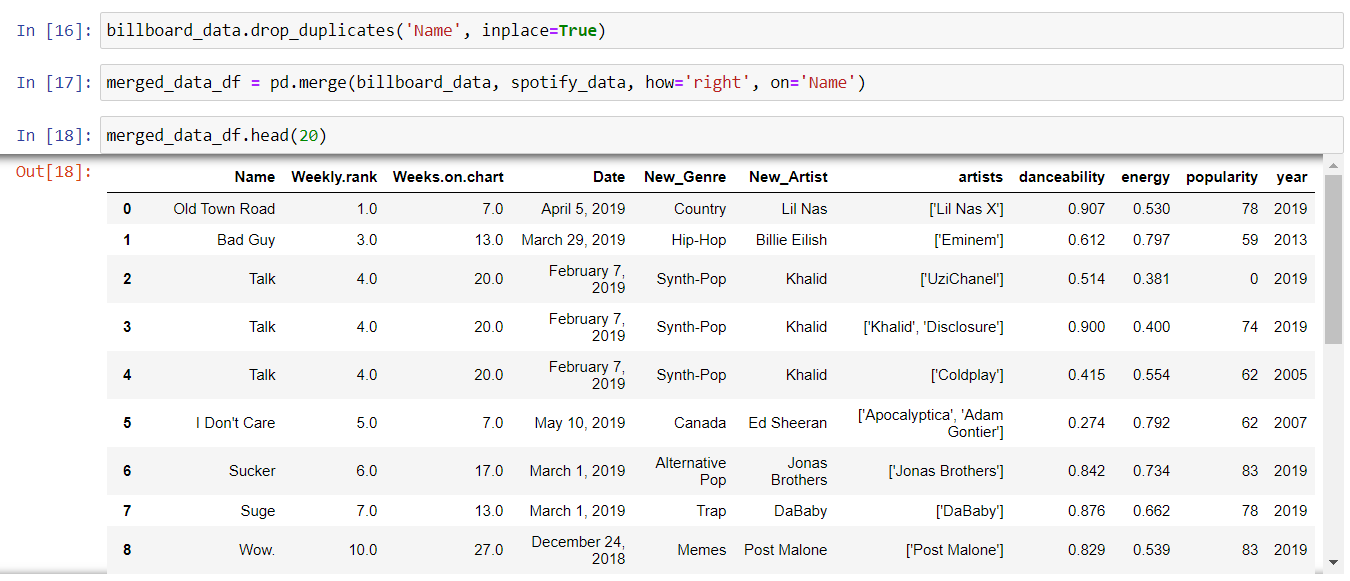 In [16]: billboard_data.drop_duplicates('Name', inplace=True)
In [17]: merged_data_df = pd.merge(billboard_data, spotify_data, how='right', on='Name')
In [18]: merged_data_df.head(20)
Out[18]:
Name Weekly.rank Weeks.on.chart Date New_Genre New_Artist artists danceability energy popularity year
0 Old Town Road 1.0 7.0 April 5, 2019 Country Lil Nas ['Lil Nas X'] 0.907 0.530 78 2019
1 Bad Guy 3.0 13.0 March 29, 2019 Hip-Hop Billie Eilish ['Eminem'] 0.612 0.797 59 2013
2 Talk 4.0 20.0 February 7, 2019 Synth-Pop Khalid ['UziChanel'] 0.514 0.381 0 2019
3 Talk 4.0 20.0 February 7, 2019 Synth-Pop Khalid ['Khalid', 'Disclosure'] 0.900 0.400 74 2019
4 Talk 4.0 20.0 February 7, 2019 Synth-Pop Khalid ['Coldplay'] 0.415 0.554 62 2005
5 I Don't Care 5.0 7.0 May 10, 2019 Canada Ed Sheeran ['Apocalyptica', 'Adam Gontier'] 0.274 0.792 62 2007
6 Sucker 6.0 17.0 March 1, 2019 Alternative Pop Jonas Brothers ['Jonas Brothers'] 0.842 0.734 83 2019
7 Suge 7.0 13.0 March 1, 2019 Trap DaBaby ['DaBaby'] 0.876 0.662 78 2019
8 Wow. 10.0 27.0 December 24, 2018 Memes Post Malone ['Post Malone'] 0.829 0.539 83 2019